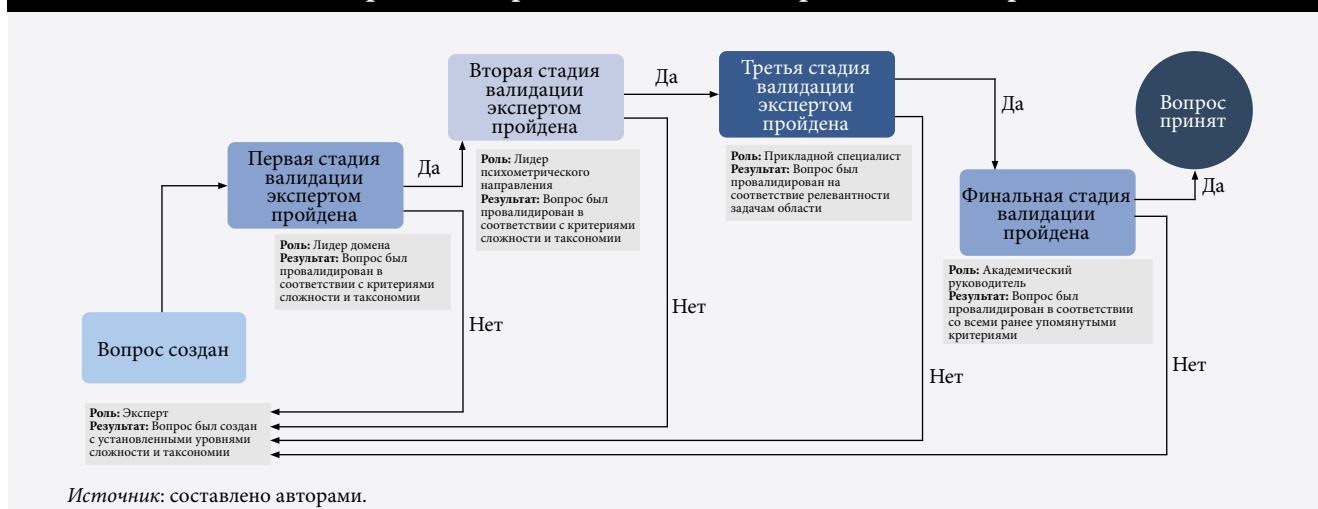 Вопрос создан
Роль: Эксперт
Результат: Вопрос был создан
с установленными уровнями
сложности и таксономии
Первая стадия
валидации
экспертом
пройдена
Роль: Лидер домена
Результат: Вопрос был
провалидирован в
соответствии с критериями
сложности и таксономии
Да
Нет
Вторая стадия
валидации
экспертом
пройдена
Роль: Лидер
психометрического
направления
Результат: Вопрос был
провалидирован в
соответствии с критериями
сложности и таксономии
Да
Нет
Третья стадия
валидации
экспертом
пройдена
Роль: Прикладной специалист
Результат: Вопрос был
провалидирован на
соответствие релевантности
задачам области
Да
Нет
Финальная стадия
валидации
пройдена
Роль: Академический
руководитель
Результат: Вопрос был
провалидирован в соответствии
со всеми ранее упомянутыми
критериями
Да
Нет
Вопрос
принят
Источник: составлено авторами.